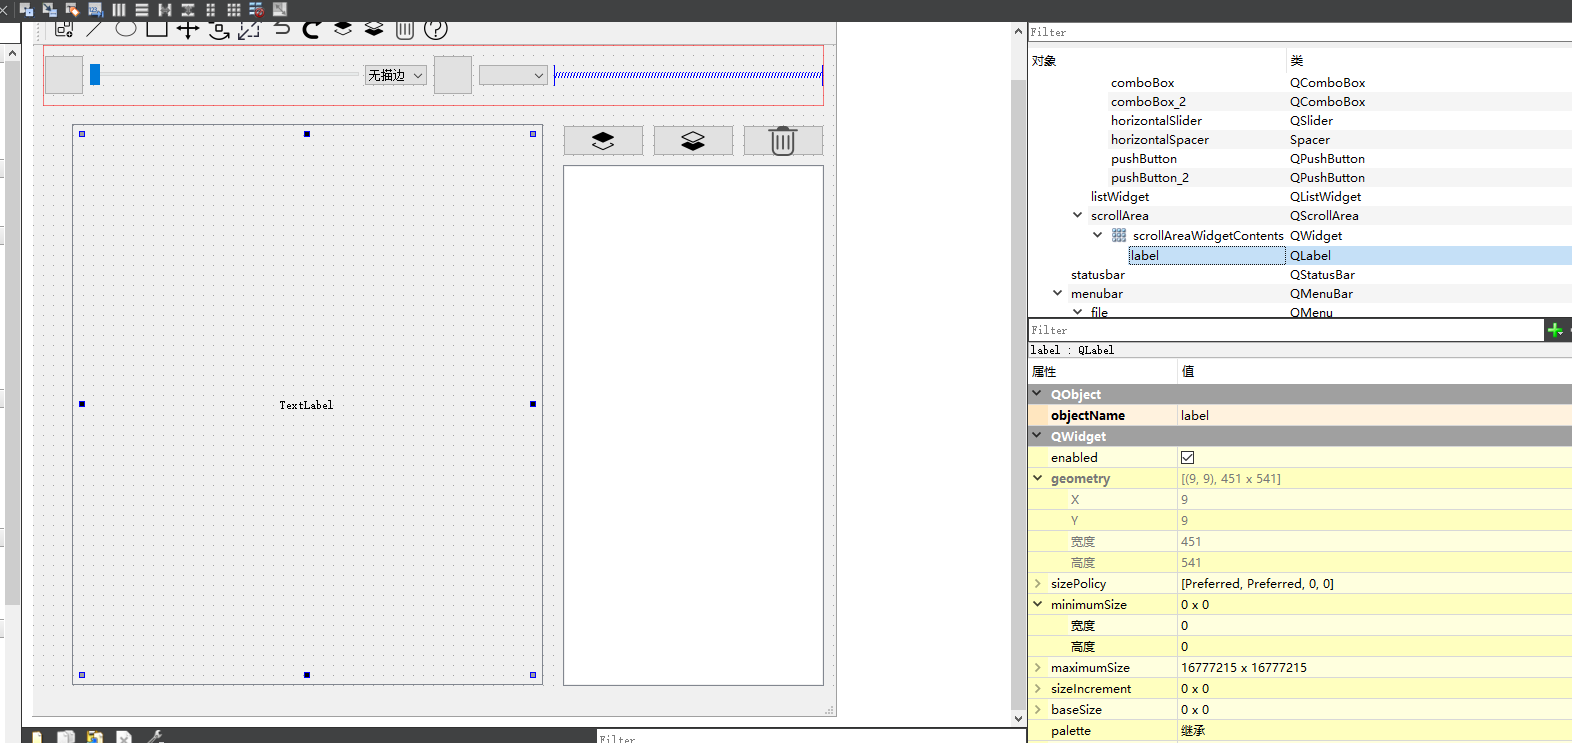 Filter
对象 类
comboBox QComboBox
comboBox_2 QComboBox
horizontalSlider QSlider
horizontalSpacer Spacer
pushButton QPushButton
pushButton_2 QPushButton
listWidget QListWidget
scrollArea QScrollArea
scrollAreaWidgetContents QWidget
label QLabel
statusbar QStatusBar
menubar QMenuBar
file QMenu
无描边
TextLabel
Filter
label : QLabel
属性 值
QObject
objectName label
QWidget
enabled
geometry [(9, 9), 451 x 541]
X 9
Y 9
宽度 451
高度 541
sizePolicy [Preferred, Preferred, 0, 0]
minimumSize 0 x 0
宽度 0
高度 0
maximumSize 16777215 x 16777215
sizeIncrement 0 x 0
baseSize 0 x 0
palette 继承
Filter